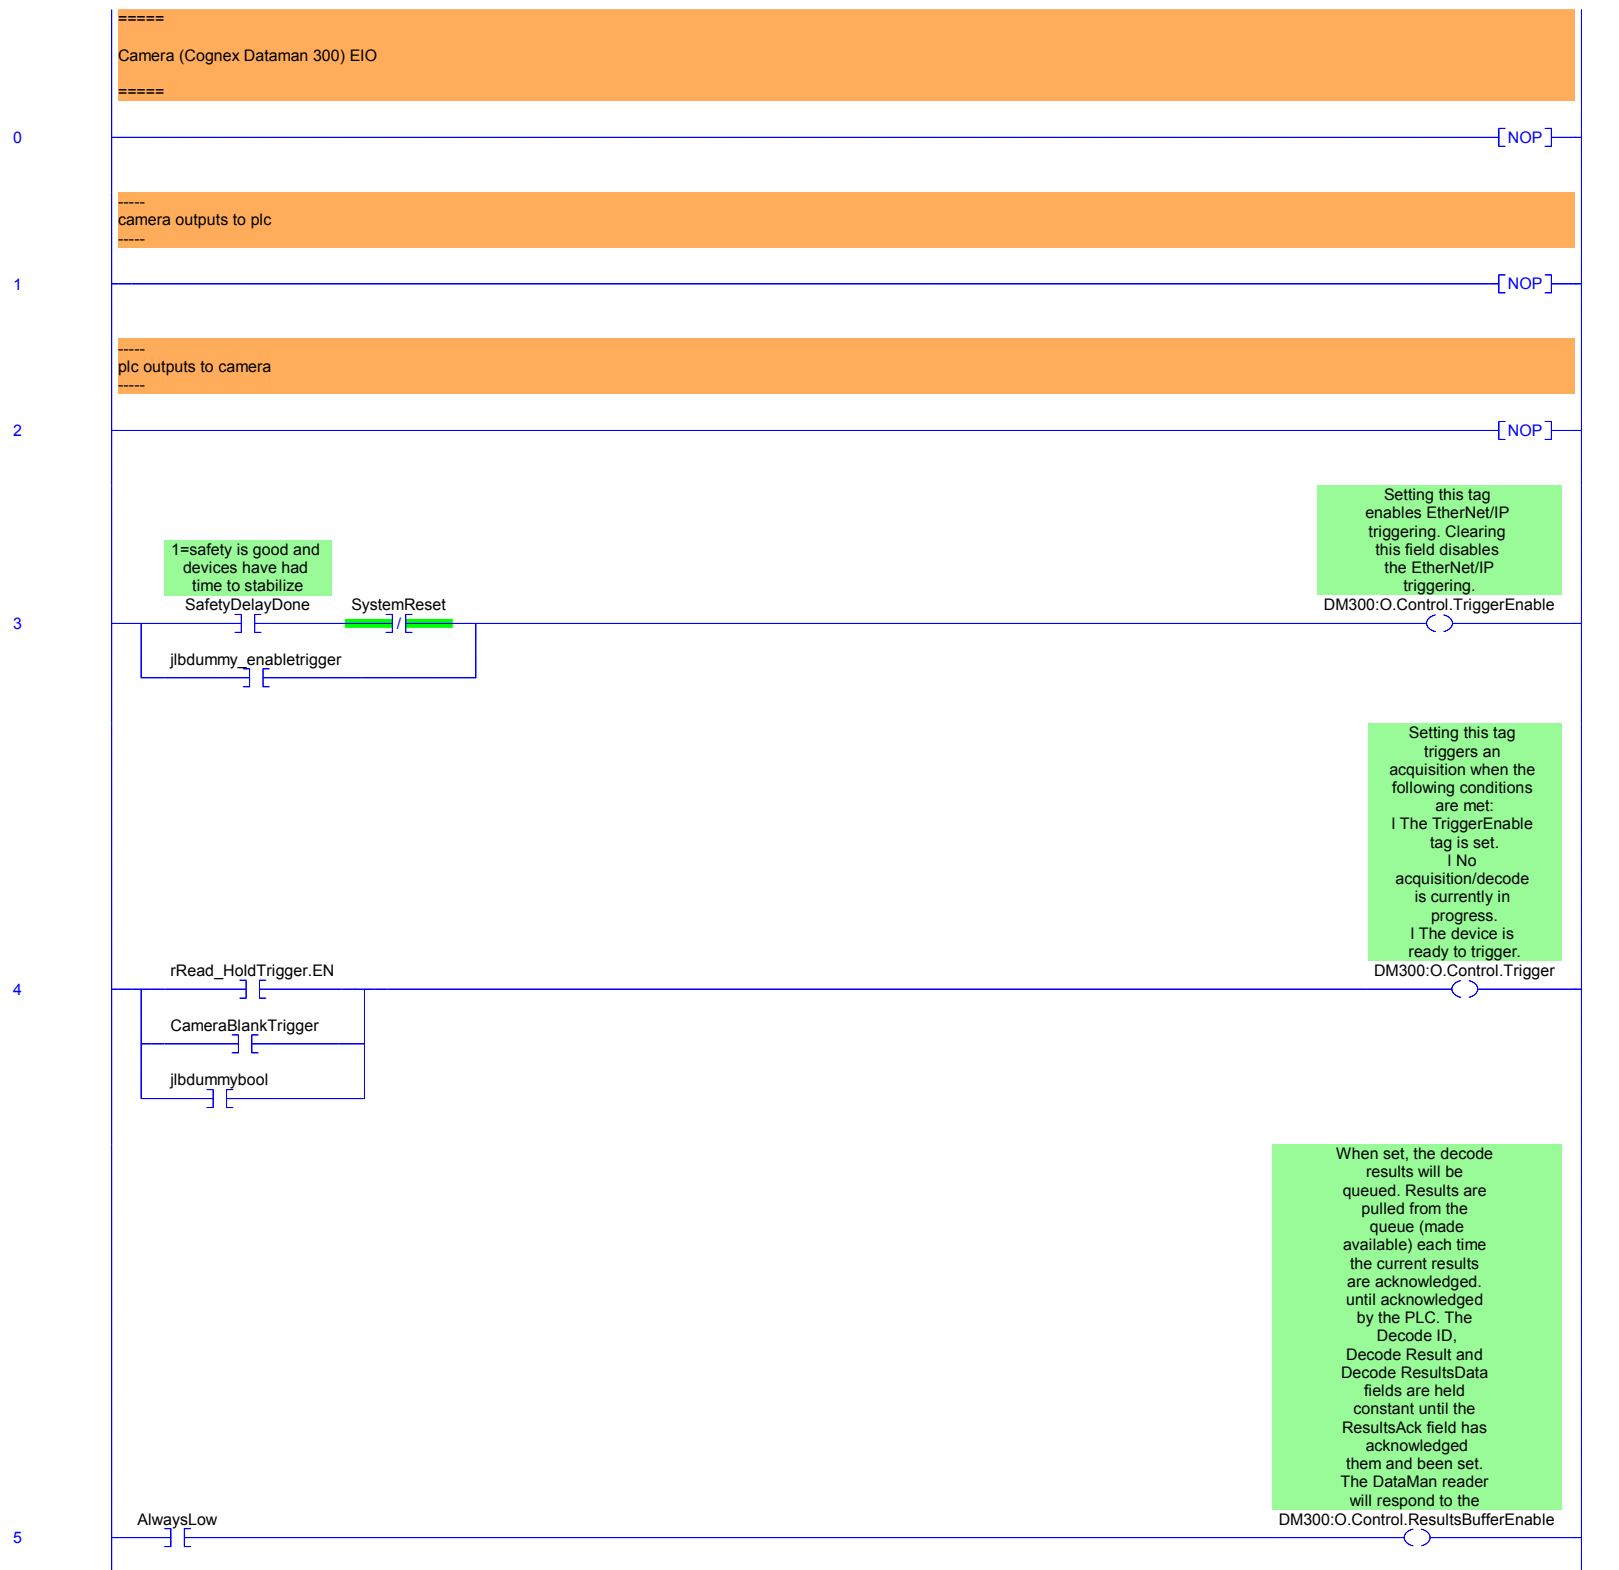 =====
Camera (Cognex Dataman 300) EIO
=====
0
NOP
-----
camera outputs to plc
-----
1
NOP
-----
plc outputs to camera
-----
2
NOP
Setting this tag
enables EtherNet/IP
triggering. Clearing
this field disables
the EtherNet/IP
triggering.
1=safety is good and
devices have had
time to stabilize
SafetyDelayDone
SystemReset
DM300:O.Control.TriggerEnable
3
/
jlbdummy_enabletrigger
Setting this tag
triggers an
acquisition when the
following conditions
are met:
l The TriggerEnable
tag is set.
l No
acquisition/decode
is currently in
progress.
l The device is
ready to trigger.
rRead_HoldTrigger.EN
DM300:O.Control.Trigger
4
CameraBlankTrigger
jlbdummybool
When set, the decode
results will be
queued. Results are
pulled from the
queue (made
available) each time
the current results
are acknowledged.
until acknowledged
by the PLC. The
Decode ID,
Decode Result and
Decode ResultsData
fields are held
constant until the
ResultsAck field has
acknowledged
them and been set.
The DataMan reader
will respond to the
AlwaysLow
DM300:O.Control.ResultsBufferEnable
5